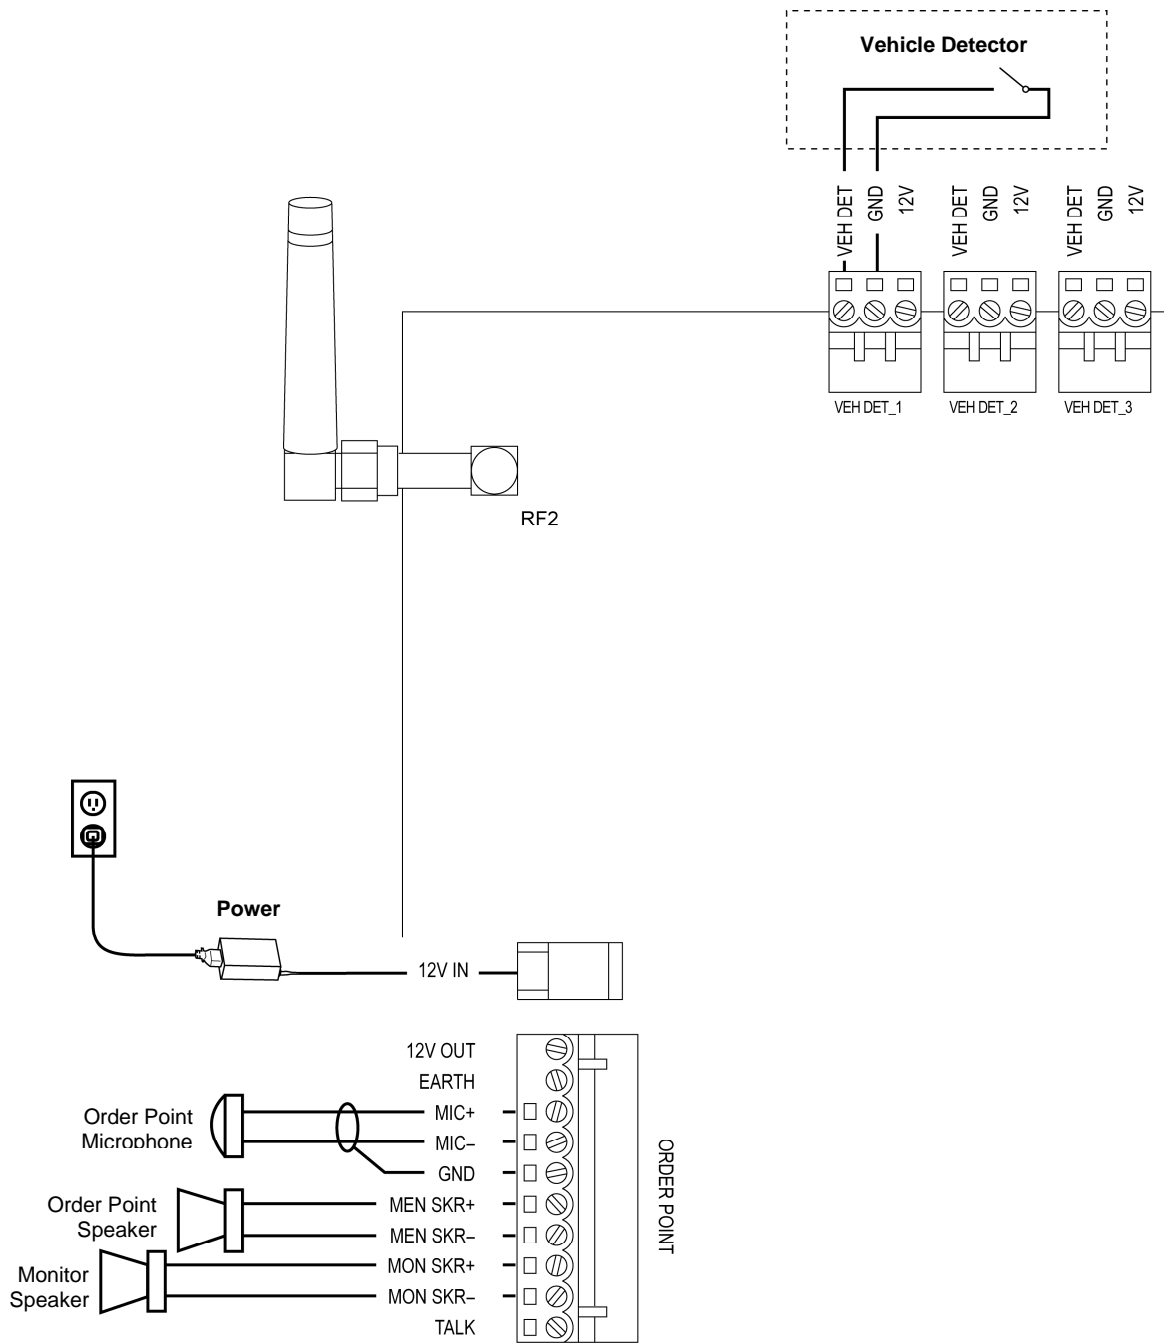 Vehicle Detector
VEH DET
GND
12V
VEH DET
GND
12V
VEH DET
GND
12V
VEH DET_1
VEH DET_2
VEH DET_3
RF2
Power
12V IN
12V OUT
EARTH
MIC+
MIC–
GND
MEN SKR+
MEN SKR–
MON SKR+
MON SKR–
TALK
Order Point
Microphone
Order Point
Speaker
Monitor
Speaker
ORDER POINT